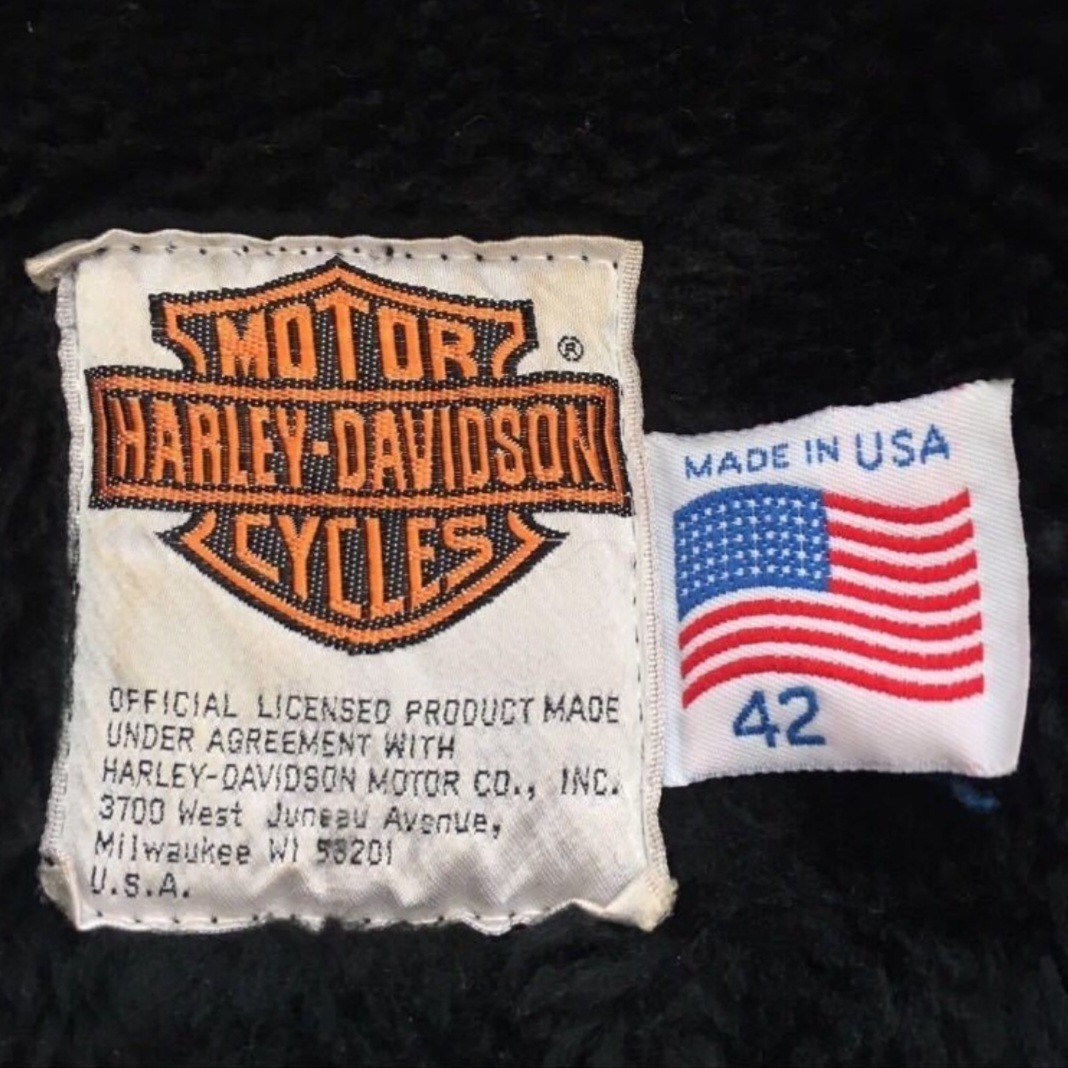 MOTOR
®
HARLEY-DAVIDSON
CYCLES
OFFICIAL LICENSED PRODUCT MADE
UNDER AGREEMENT WITH
HARLEY-DAVIDSON MOTOR CO., INC.
3700 West Juneau Avenue,
Milwaukee WI 53201
U.S.A.
MADE IN USA
42